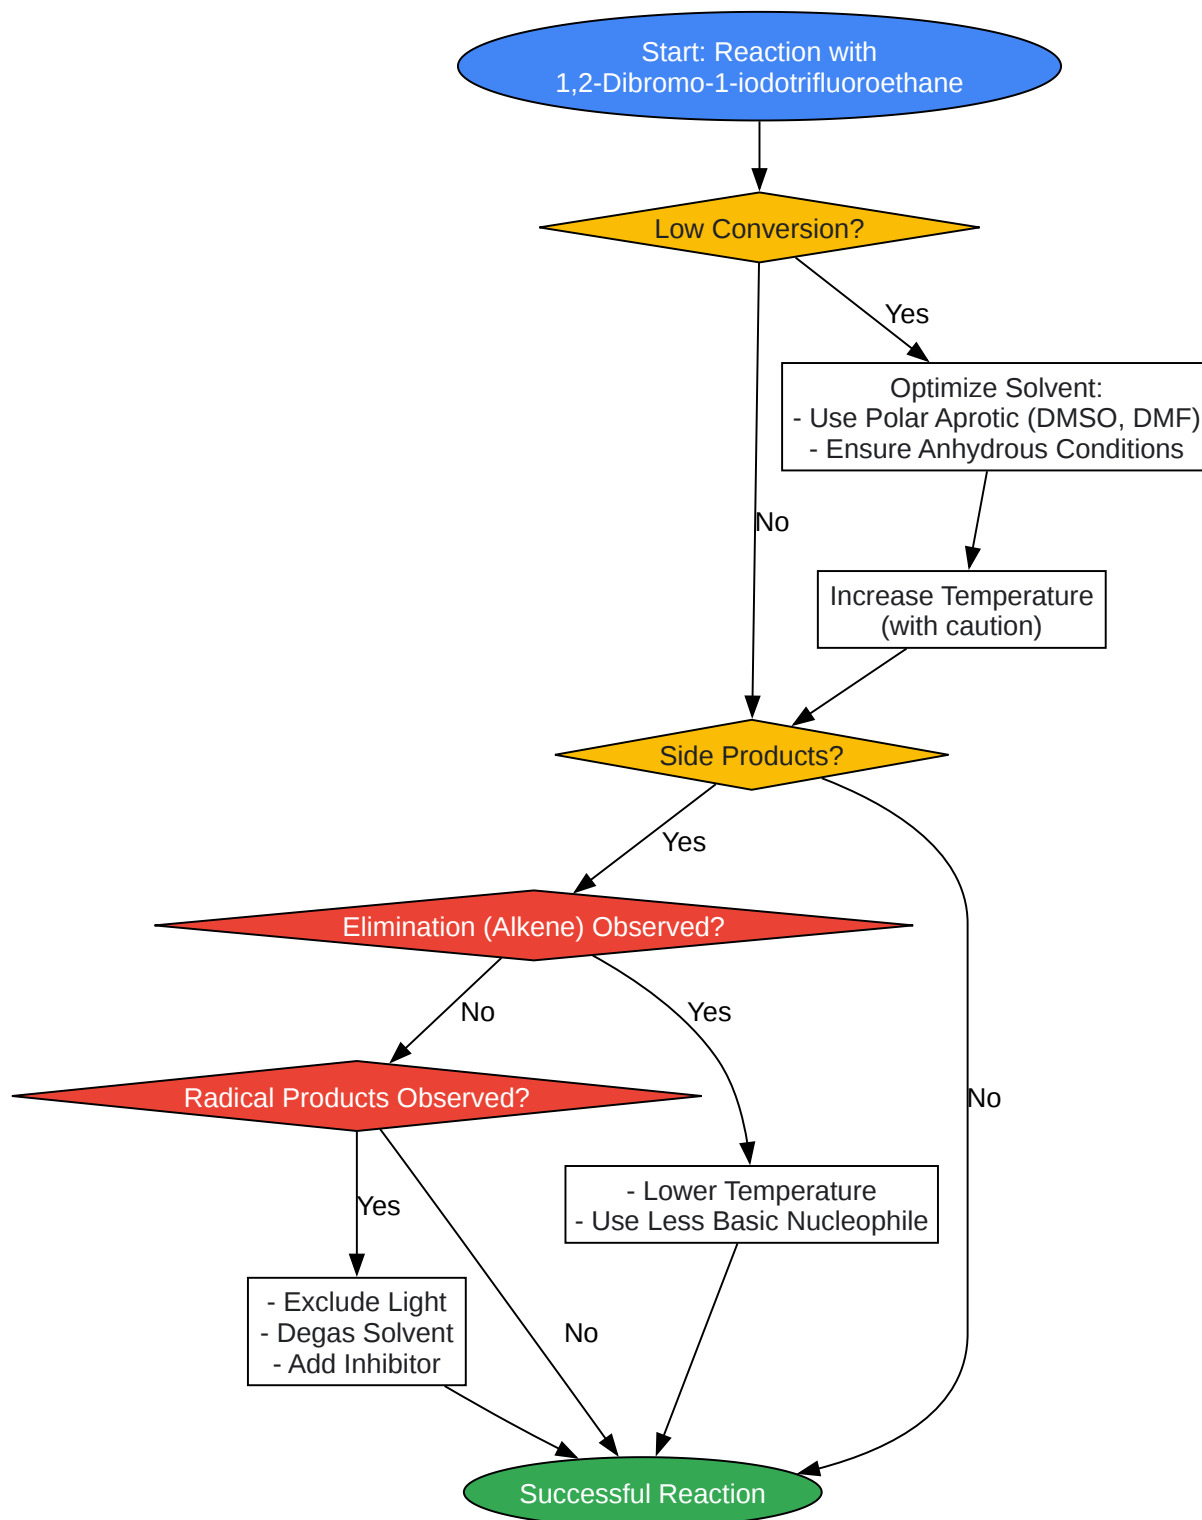 Start: Reaction with
1,2-Dibromo-1-iodotrifluoroethane
Low Conversion?
Yes
Optimize Solvent:
- Use Polar Aprotic (DMSO, DMF)
- Ensure Anhydrous Conditions
No
Increase Temperature
(with caution)
Side Products?
Yes
Elimination (Alkene) Observed?
No
Yes
Radical Products Observed?
No
Yes
- Lower Temperature
- Use Less Basic Nucleophile
- Exclude Light
- Degas Solvent
- Add Inhibitor
No
Successful Reaction